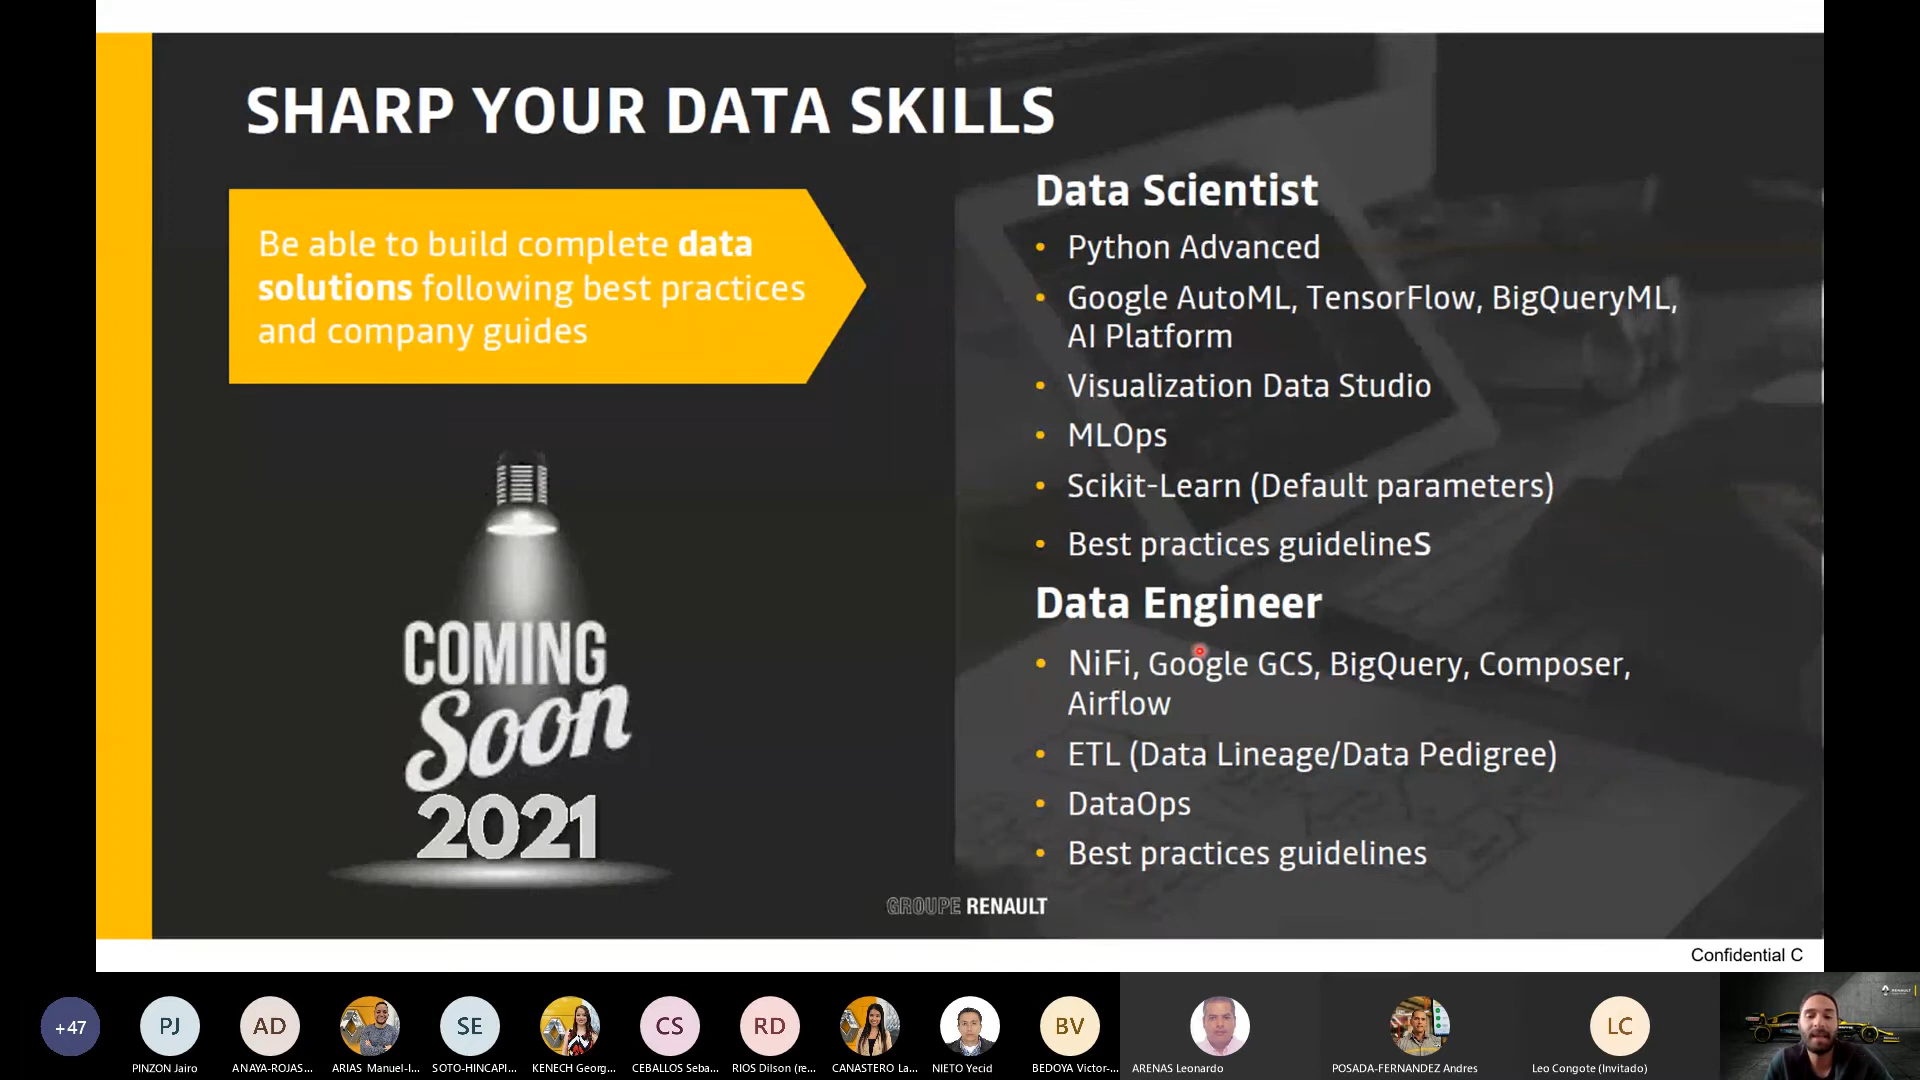 SHARP YOUR DATA SKILLS
Be able to build complete data
solutions following best practices
and company guides
COMING
Soon
2021
Data Scientist
• Python Advanced
• Google AutoML, TensorFlow, BigQueryML,
AI Platform
• Visualization Data Studio
• MLOps
• Scikit-Learn (Default parameters)
• Best practices guidelineS
Data Engineer
• NiFi, Google GCS, BigQuery, Composer,
Airflow
• ETL (Data Lineage/Data Pedigree)
• DataOps
• Best practices guidelines
GROUPE RENAULT
Confidential C
+47
PJ
AD
SE
CS
RD
BV
LC
RENAULT
PINZON Jairo
ANAYA-ROJAS...
ARIAS Manuel-I...
SOTO-HINCAPI...
KENECH Georg...
CEBALLOS Seba...
RIOS Dilson (re...
CANASTERO La...
NIETO Yecid
BEDOYA Victor-...
ARENAS Leonardo
POSADA-FERNANDEZ Andres
Leo Congote (Invitado)